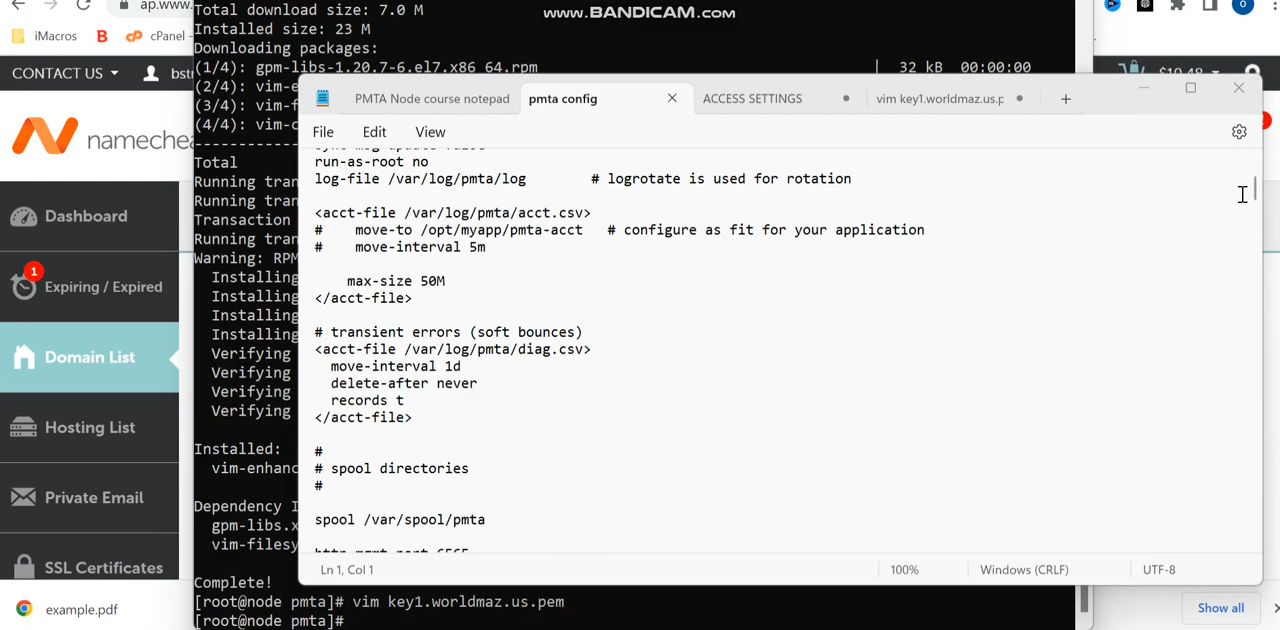 ap.www.
iMacros
cPanel -
CONTACT US
bstr
namechea
Dashboard
1
Expiring / Expired
Domain List
Hosting List
Private Email
SSL Certificates
example.pdf
Total download size: 7.0 M
Installed size: 23 M
Downloading packages:
(1/4): gpm-libs-1.20.7-6.el7.x86_64.rpm | 32 kB 00:00:00
(2/4): vim-e
(3/4): vim-f
(4/4): vim-c
Total
Running tran
Running tran
Transaction
Running tran
Warning: RPM
Installing
Installing
Installing
Installing
Verifying
Verifying
Verifying
Verifying
Installed:
vim-enhanc
Dependency I
gpm-libs.x
vim-filesy
Complete!
[root@node pmta]# vim key1.worldmaz.us.pem
[root@node pmta]#
www.BANDICAM.com
PMTA Node course notepad
pmta config
ACCESS SETTINGS
vim key1.worldmaz.us.p
File Edit View
run-as-root no
log-file /var/log/pmta/log # logrotate is used for rotation
<acct-file /var/log/pmta/acct.csv>
# move-to /opt/myapp/pmta-acct # configure as fit for your application
# move-interval 5m
max-size 50M
</acct-file>
# transient errors (soft bounces)
<acct-file /var/log/pmta/diag.csv>
move-interval 1d
delete-after never
records t
</acct-file>
#
# spool directories
#
spool /var/spool/pmta
http-mgmt-port 6565
Ln 1, Col 1
100%
Windows (CRLF)
UTF-8
$10.48
Show all